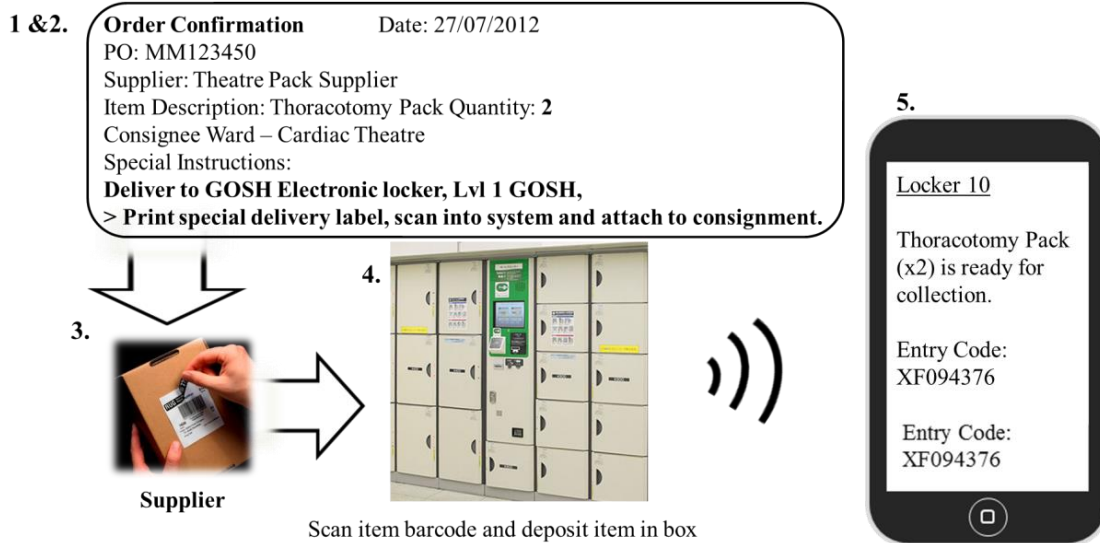 1 &2.
Order Confirmation Date: 27/07/2012
PO: MM123450
Supplier: Theatre Pack Supplier
Item Description: Thoracotomy Pack Quantity: 2
Consignee Ward – Cardiac Theatre
Special Instructions:
Deliver to GOSH Electronic locker, Lvl 1 GOSH,
> Print special delivery label, scan into system and attach to consignment.
3.
Supplier
4.
Scan item barcode and deposit item in box
5.
Locker 10
Thoracotomy Pack
(x2) is ready for
collection.
Entry Code:
XF094376
Entry Code:
XF094376